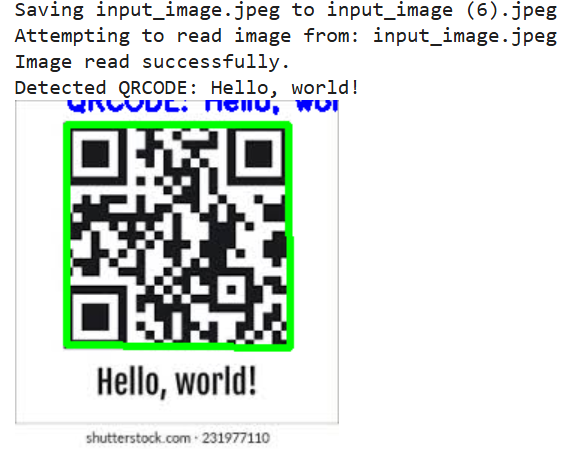 Saving input_image.jpeg to input_image (6).jpeg
Attempting to read image from: input_image.jpeg
Image read successfully.
Detected QRCODE: Hello, world!
QRCODE: Hello, wor
Hello, world!
shutterstock.com · 231977110